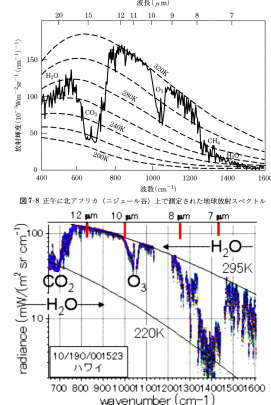 波長(μm)
20 15 12 11 10 9 8 7
放射輝度(10⁻³Wm⁻²sr⁻¹(cm⁻¹)⁻¹)
150
100
50
0
H₂O
CO₂
O₃
CH₄
H₂O
320K
280K
240K
200K
400 600 800 1000 1200 1400 1600
波数(cm⁻¹)
図7-8 正午に北アフリカ(ニジェール谷)上で測定された地球放射スペクトル
12 μm 10 μm 8 μm 7 μm
radiance (mW/(m² sr cm⁻¹)
100
10
H₂O
CO₂
O₃
H₂O
295K
220K
10/190/001523
ハワイ
700 800 900 1000 1100 1200 1300 1400 1500
wavenumber (cm-1)